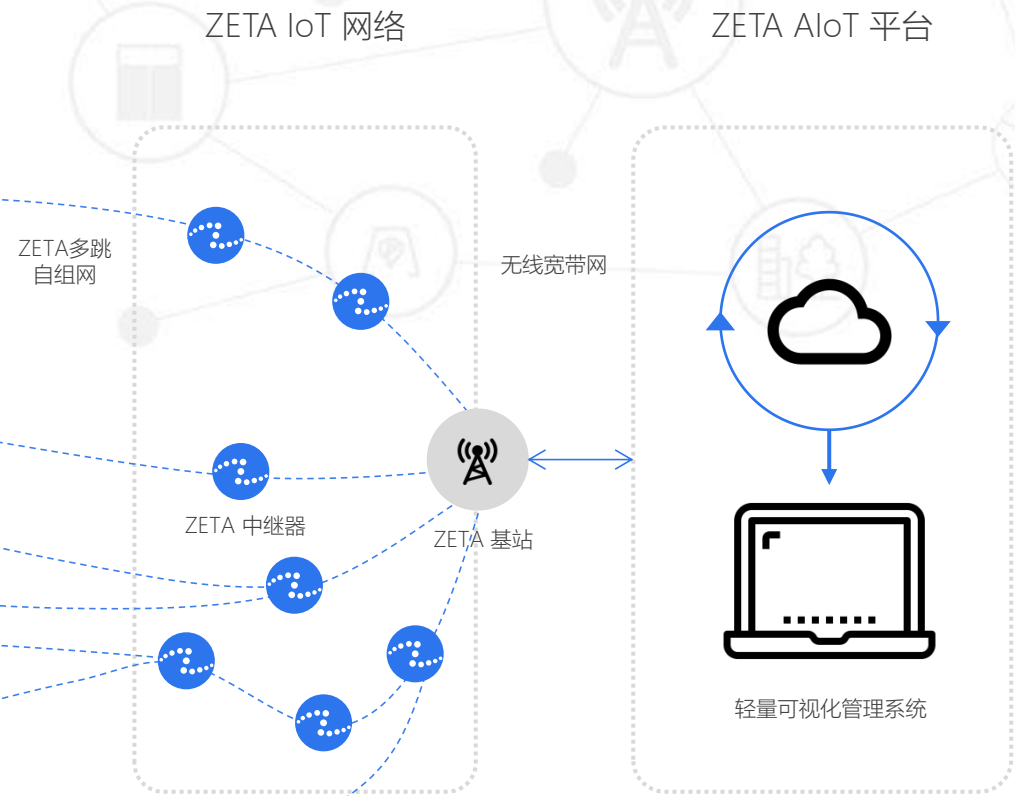 ZETA IoT 网络
ZETA AIoT 平台
ZETA多跳
自组网
无线宽带网
ZETA 中继器
ZETA 基站
轻量可视化管理系统